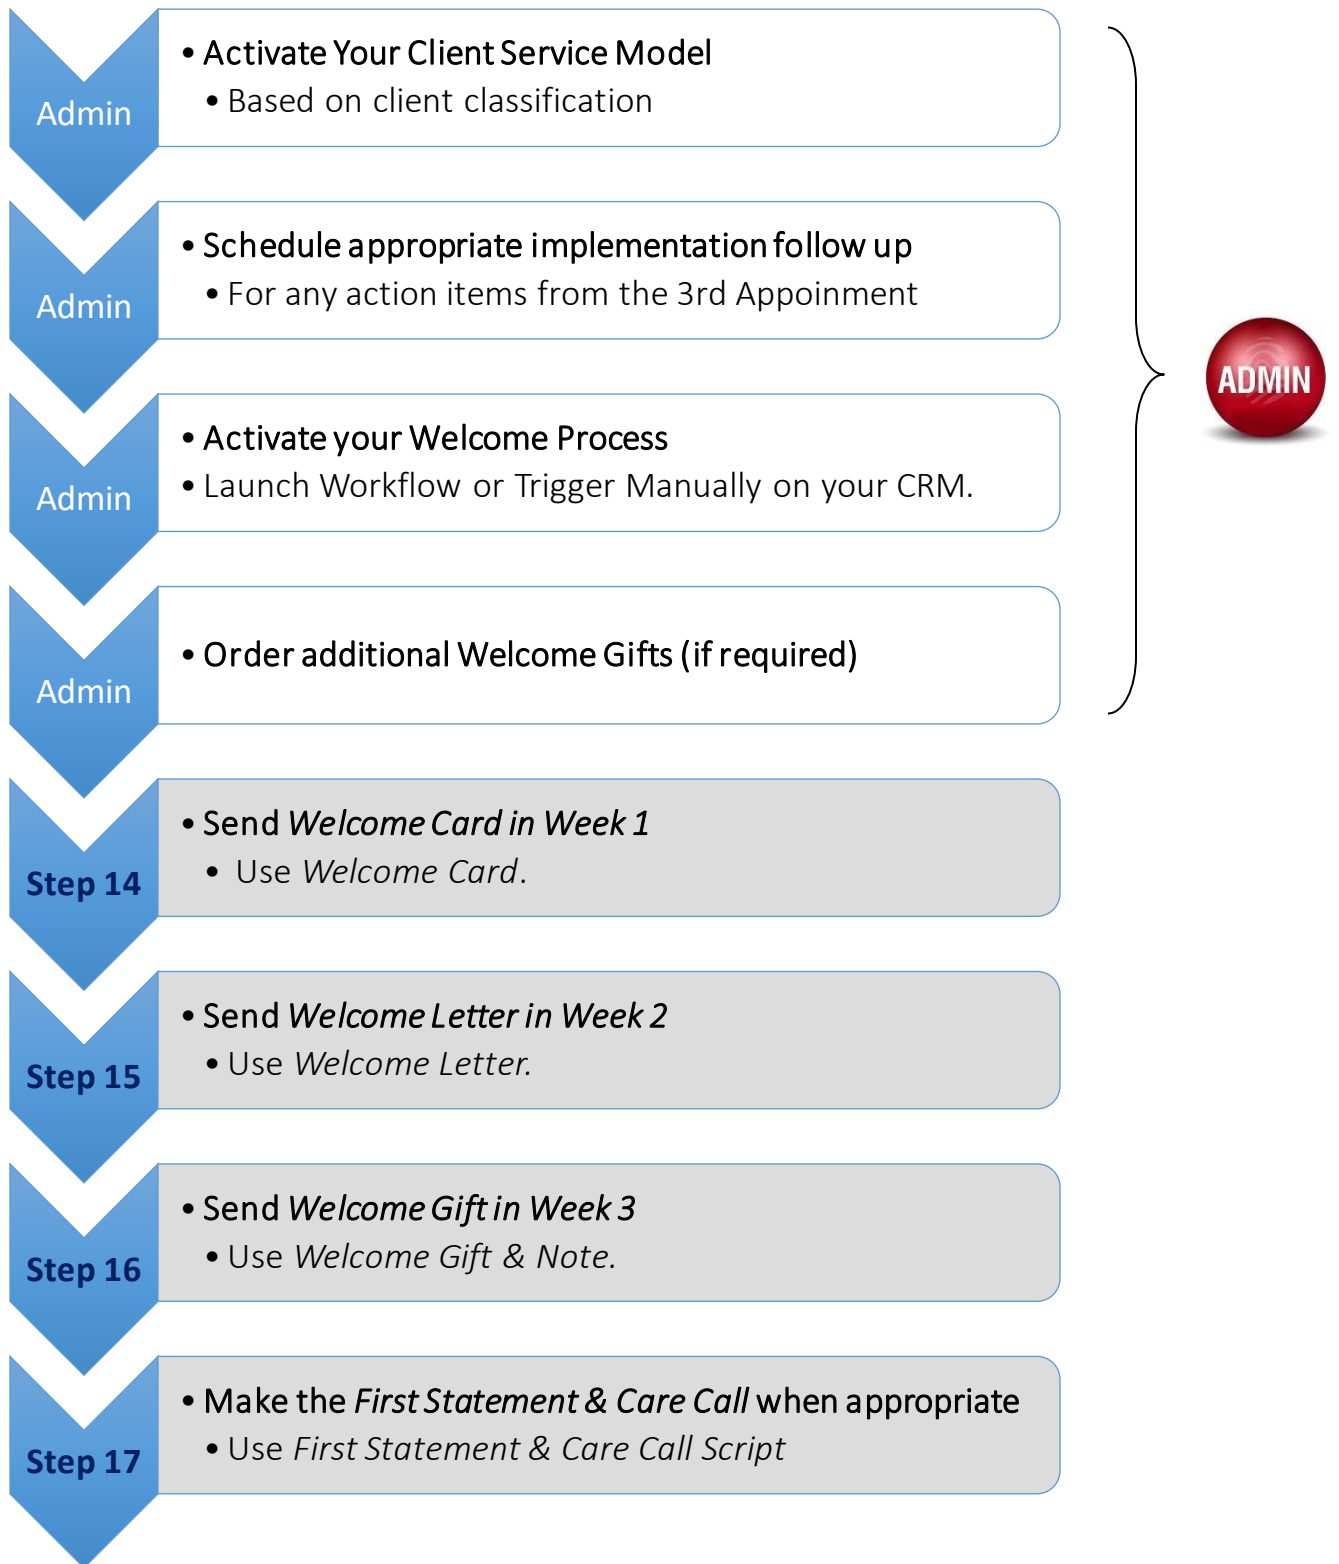 • Activate Your Client Service Model
• Based on client classification
Admin
• Schedule appropriate implementation follow up
• For any action items from the 3rd Appoinment
Admin
ADMIN
• Activate your Welcome Process
• Launch Workflow or Trigger Manually on your CRM.
Admin
• Order additional Welcome Gifts (if required)
Admin
• Send Welcome Card in Week 1
• Use Welcome Card.
Step 14
• Send Welcome Letter in Week 2
• Use Welcome Letter.
Step 15
• Send Welcome Gift in Week 3
• Use Welcome Gift & Note.
Step 16
• Make the First Statement & Care Call when appropriate
• Use First Statement & Care Call Script
Step 17